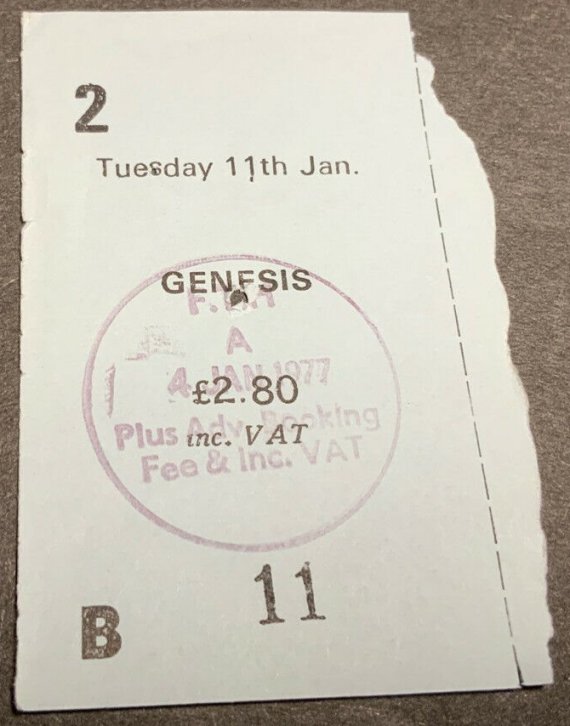 2
Tuesday 11th Jan.
GENESIS
A
4 JAN 1977
£2.80
Plus Adv. Booking
inc. VAT
Fee & Inc. VAT
11
B